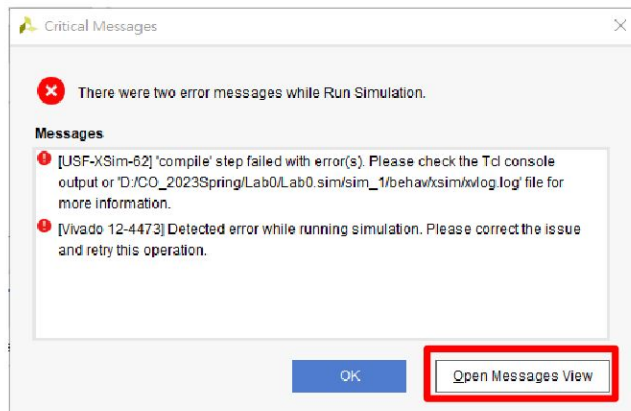 Critical Messages
There were two error messages while Run Simulation.
Messages
[USF-XSim-62] 'compile' step failed with error(s). Please check the Tcl console
output or 'D:/CO_2023Spring/Lab0/Lab0.sim/sim_1/behav/xsim/xvlog.log' file for
more information.
[Vivado 12-4473] Detected error while running simulation. Please correct the issue
and retry this operation.
OK
Open Messages View